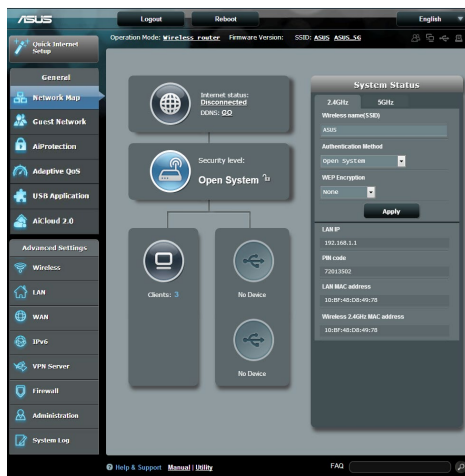 ASUS
Logout
Reboot
English
Quick Internet
Setup
Operation Mode: Wireless router Firmware Version: SSID: ASUS ASUS_5G
General
Network Map
Guest Network
AiProtection
Adaptive QoS
USB Application
AiCloud 2.0
Advanced Settings
Wireless
LAN
WAN
IPv6
VPN Server
Firewall
Administration
System Log
Internet status:
Disconnected
DDNS: GO
Security level:
Open System
Clients: 3
No Device
No Device
System Status
2.4GHz 5GHz
Wireless name(SSID)
ASUS
Authentication Method
Open System
WEP Encryption
None
Apply
LAN IP
192.168.1.1
PIN code
72013502
LAN MAC address
10:BF:48:D8:49:78
Wireless 2.4GHz MAC address
10:BF:48:D8:49:78
Help & Support Manual | Utility
FAQ